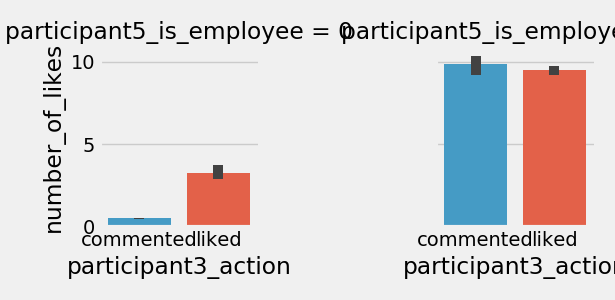 participant5_is_employee = 0
participant5_is_employe
number_of_likes
10
5
0
commented liked
commented liked
participant3_action
participant3_action